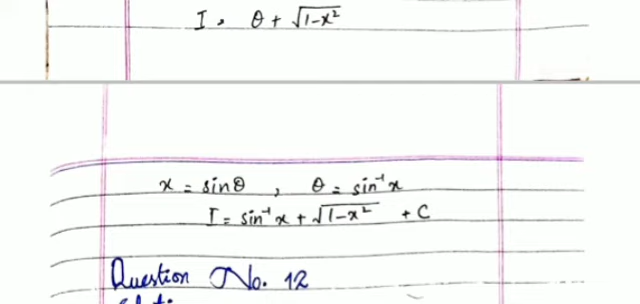 I = θ + √1-x²
x = sinθ , θ = sin⁻¹x
I = sin⁻¹x + √1-x² + C
Question No. 12